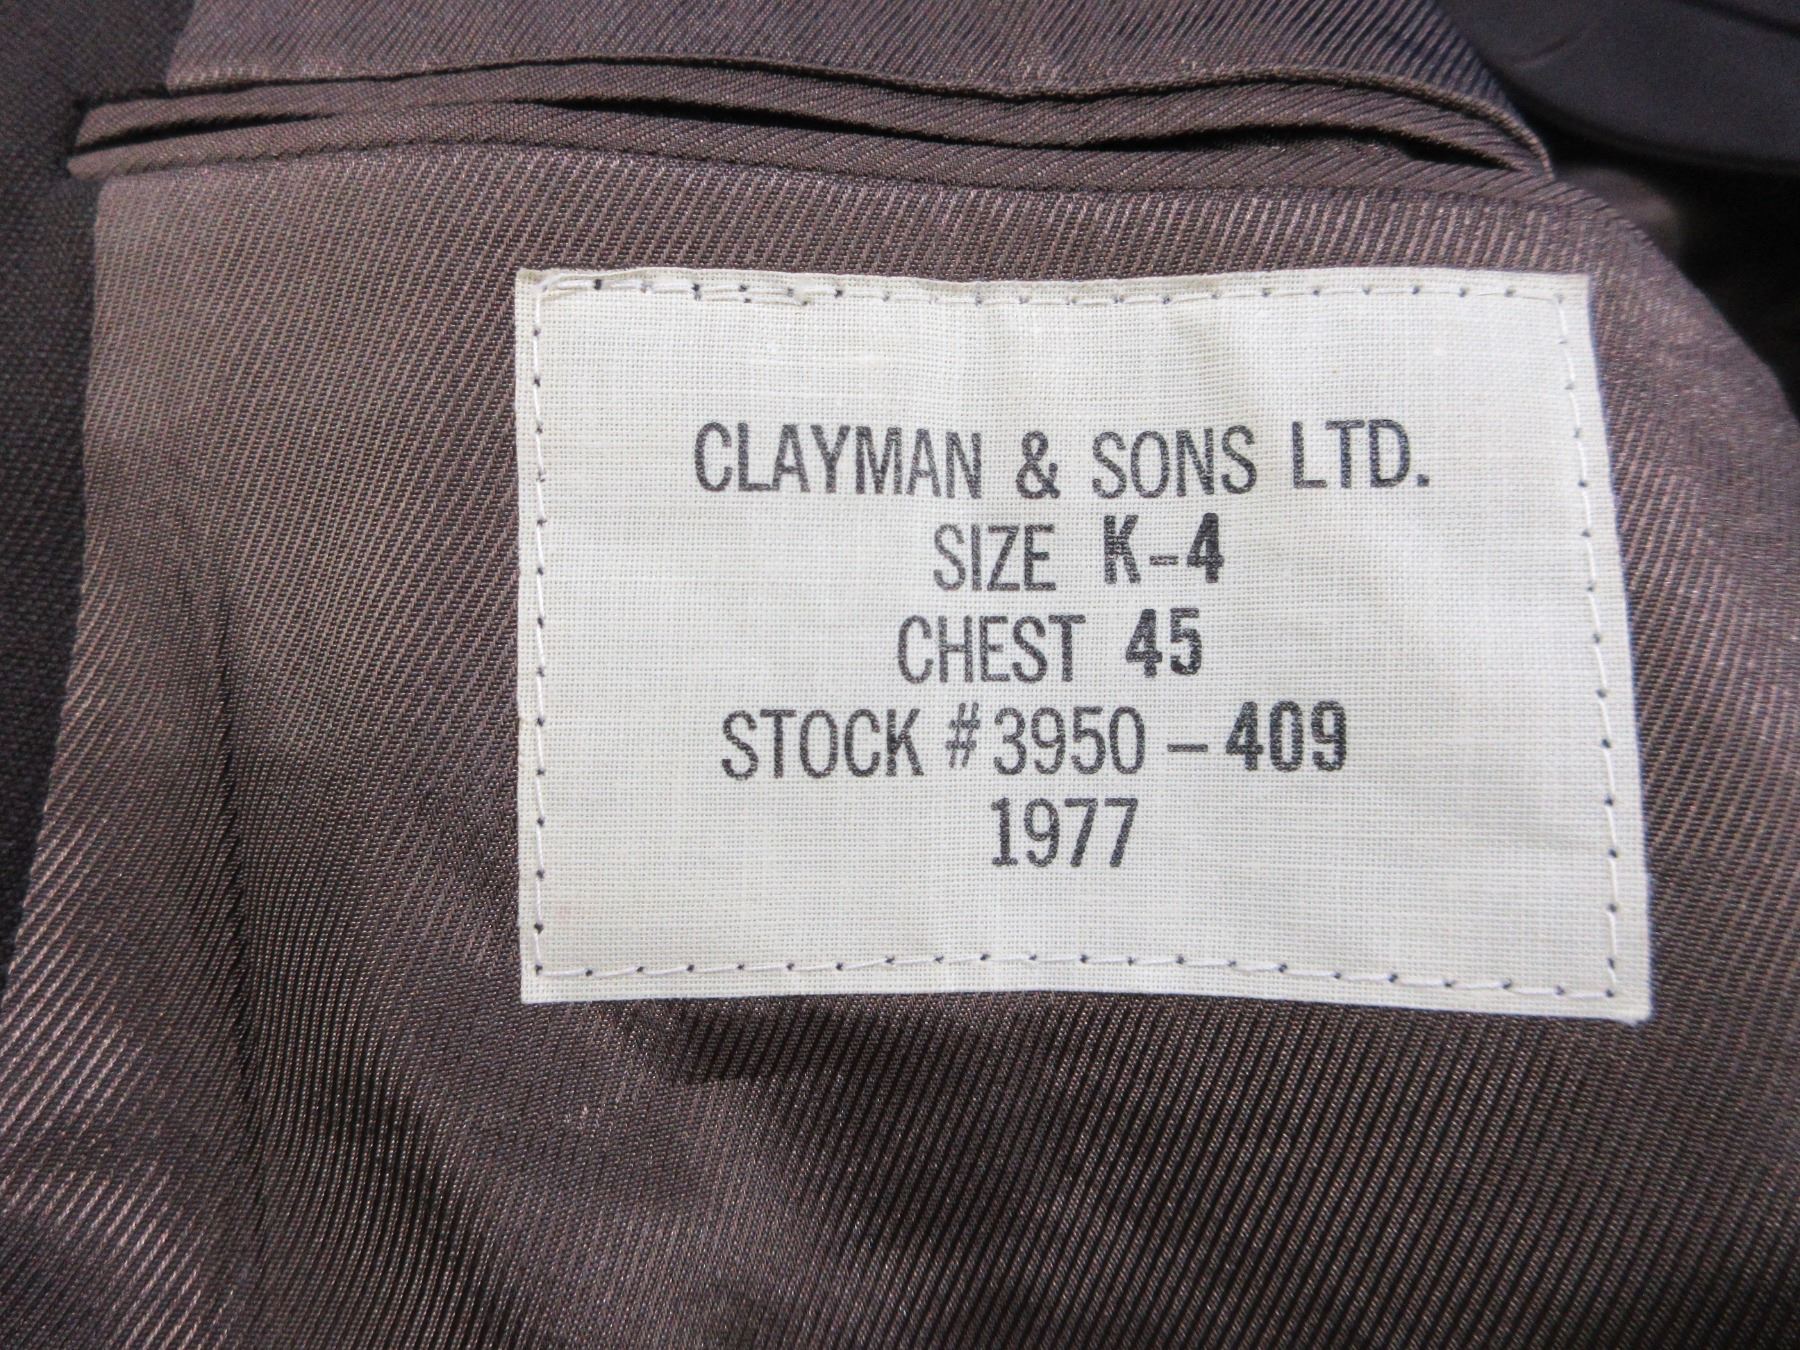 CLAYMAN & SONS LTD.
SIZE K-4
CHEST 45
STOCK #3950-409
1977